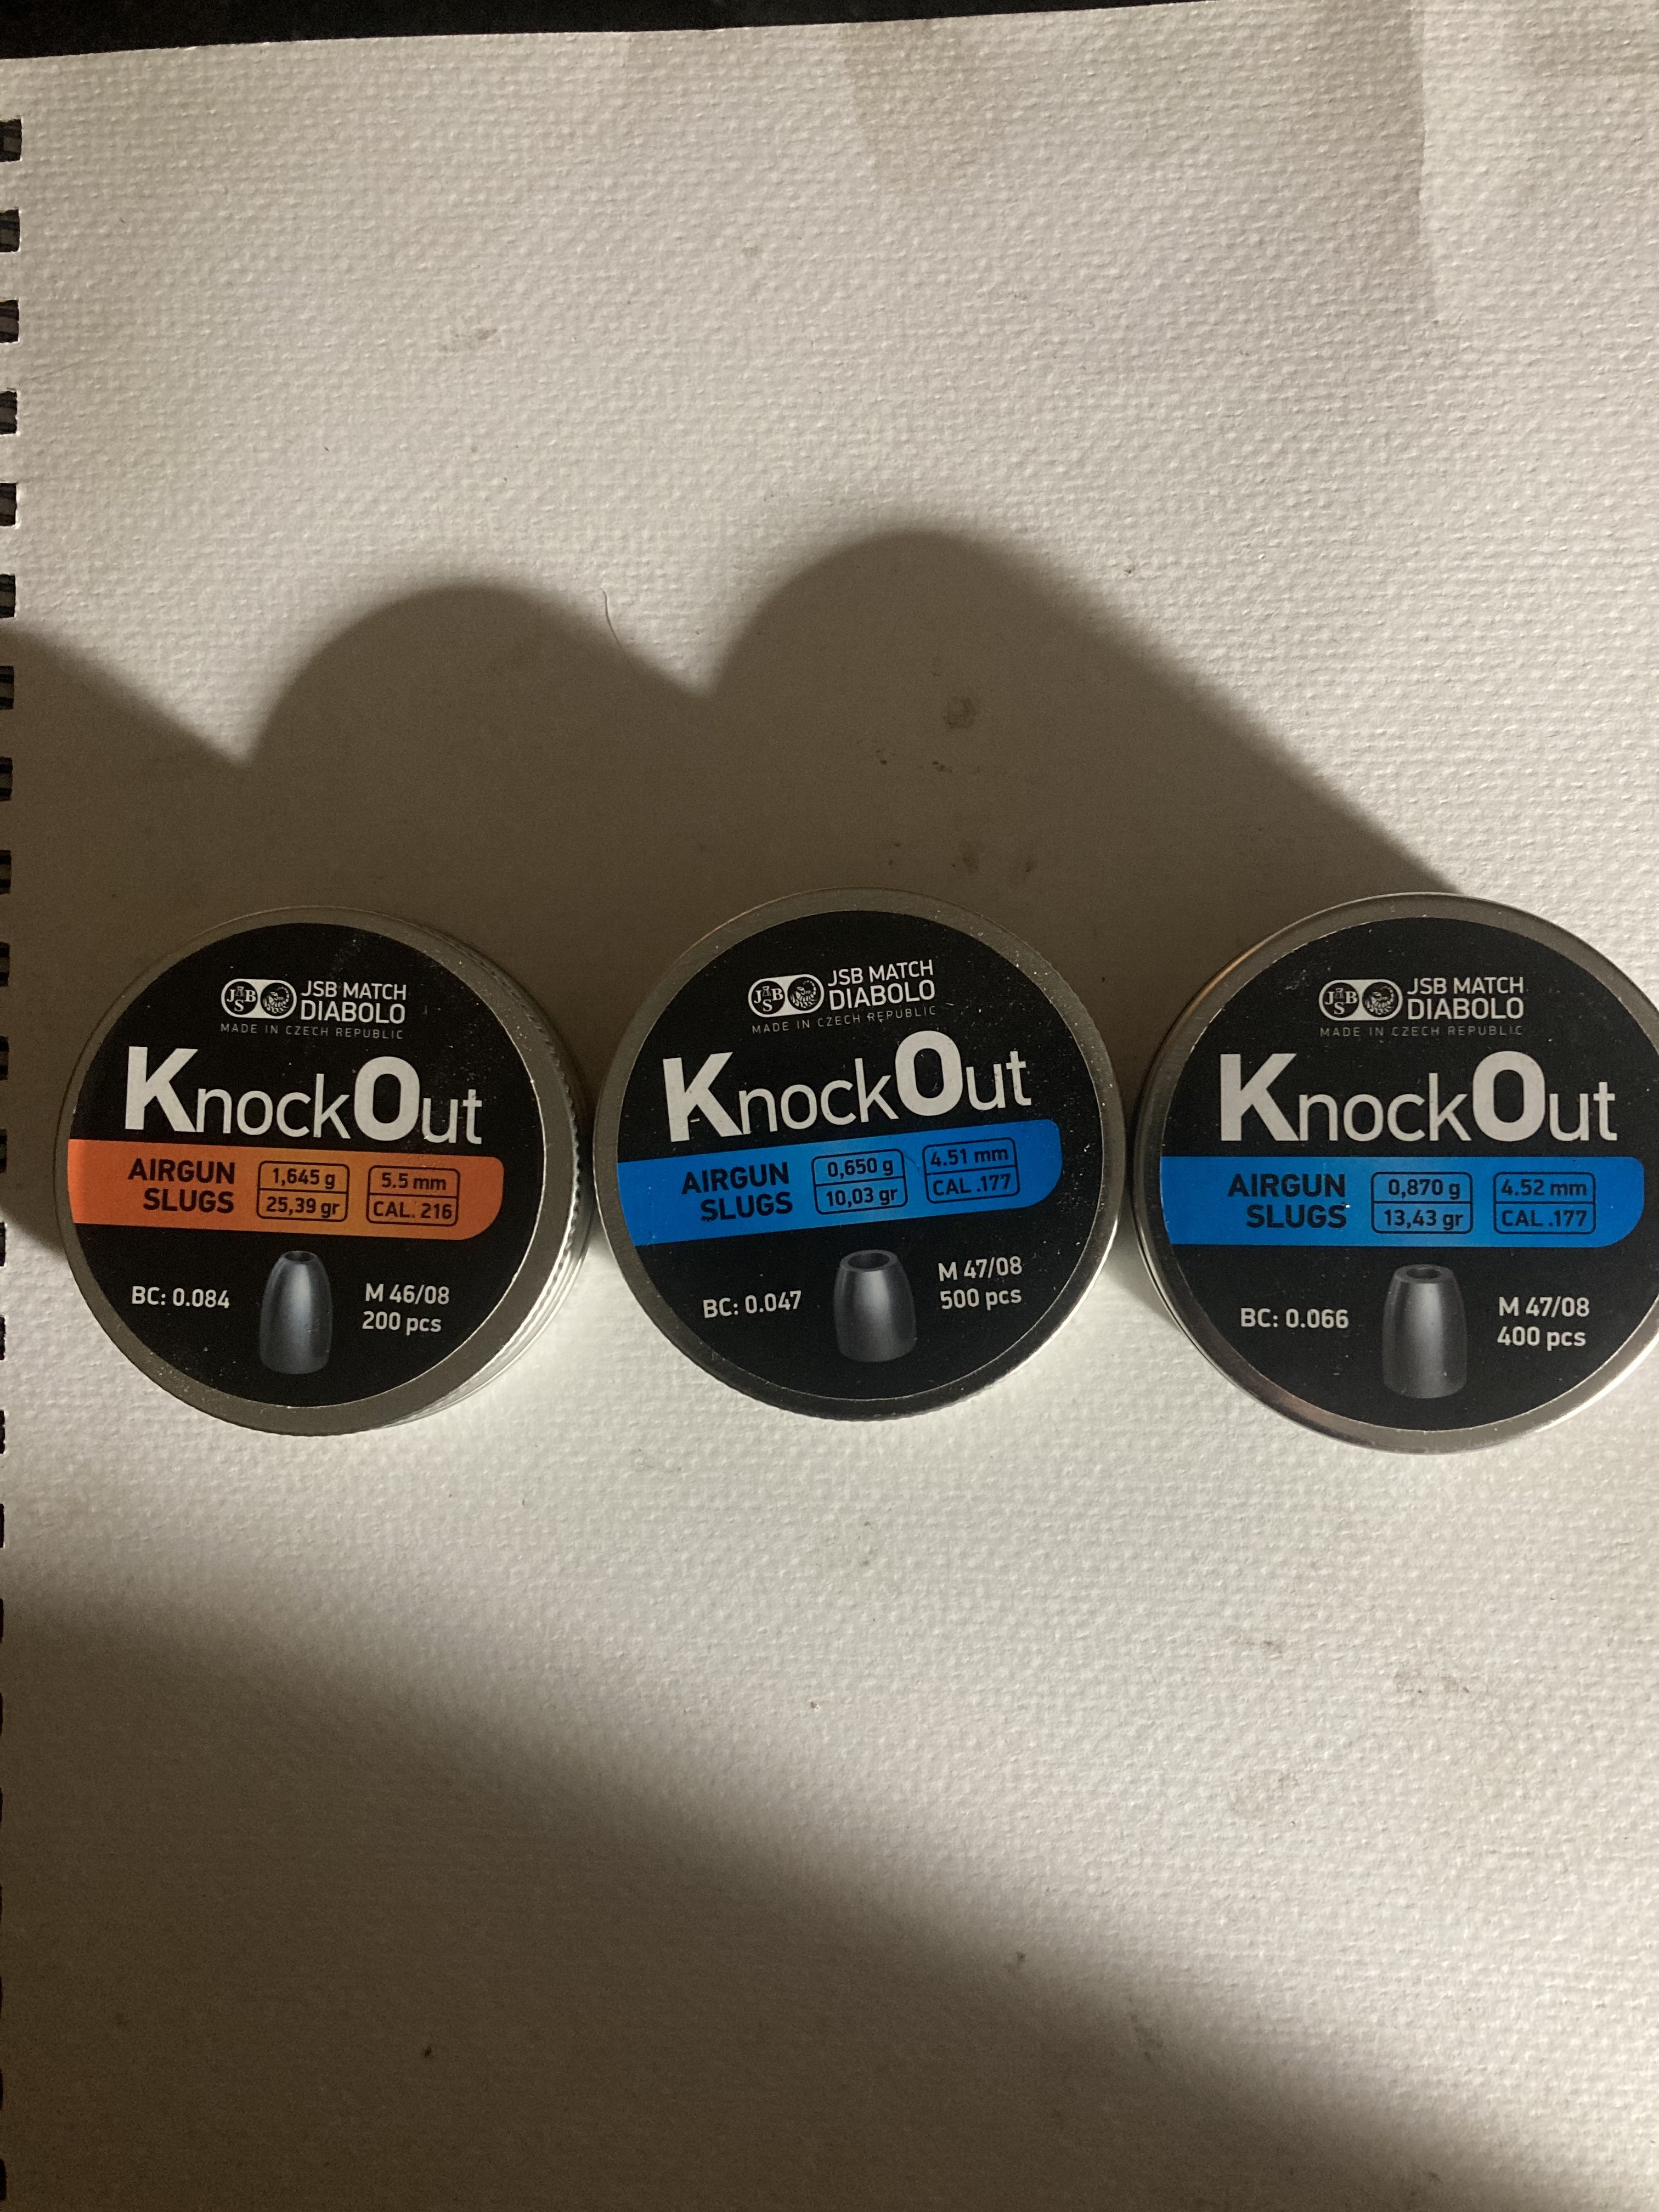 JSB
JSB MATCH
DIABOLO
MADE IN CZECH REPUBLIC
KnockOut
AIRGUN
SLUGS
1,645 g
25,39 gr
5.5 mm
CAL. 216
BC: 0.084
M 46/08
200 pcs
JSB
JSB MATCH
DIABOLO
MADE IN CZECH REPUBLIC
KnockOut
AIRGUN
SLUGS
0,650 g
10,03 gr
4.51 mm
CAL .177
BC: 0.047
M 47/08
500 pcs
JSB
JSB MATCH
DIABOLO
MADE IN CZECH REPUBLIC
KnockOut
AIRGUN
SLUGS
0,870 g
13,43 gr
4.52 mm
CAL .177
BC: 0.066
M 47/08
400 pcs